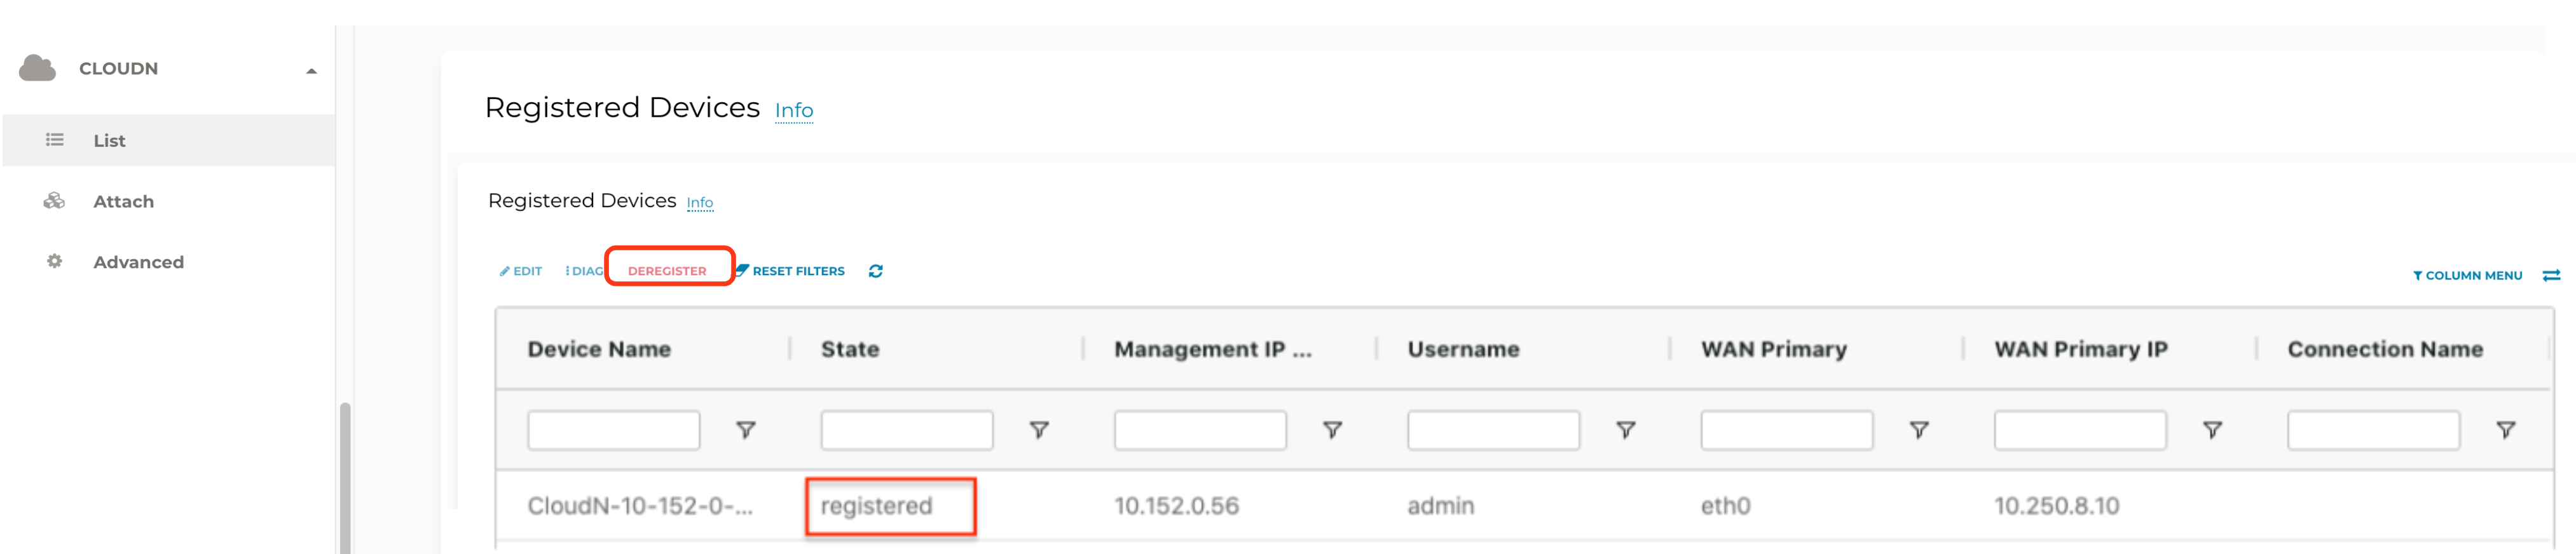 CLOUDN
List
Attach
Advanced
Registered Devices Info
Registered Devices Info
EDIT DIAG DEREGISTER RESET FILTERS COLUMN MENU
Device Name State Management IP ... Username WAN Primary WAN Primary IP Connection Name
CloudN-10-152-0-... registered 10.152.0.56 admin eth0 10.250.8.10